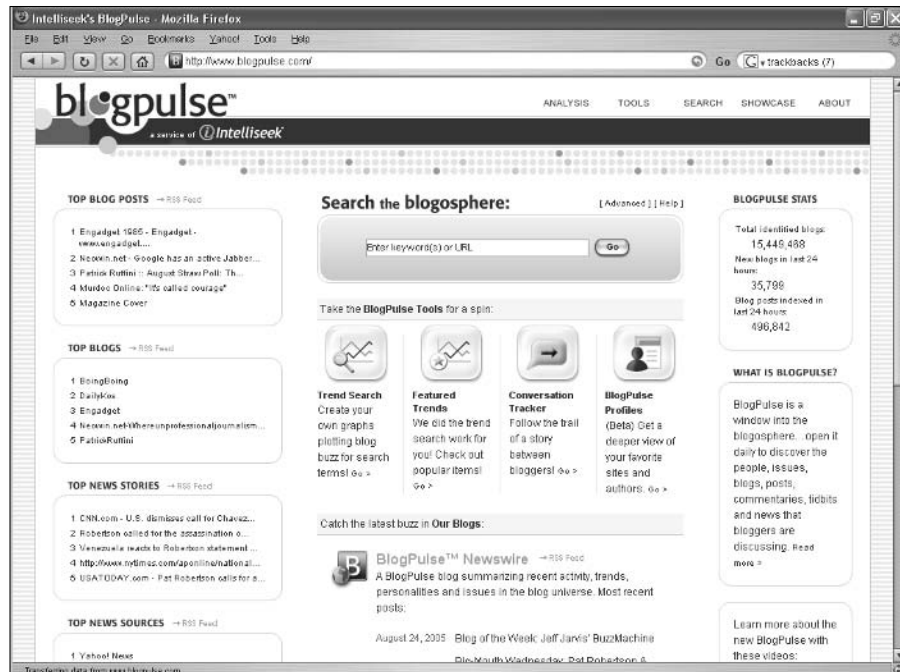 Intelliseek's BlogPulse - Mozilla Firefox
File Edit View Go Bookmarks Yahoo! Tools Help
http://www.blogpulse.com/
Go
trackbacks (7)
blogpulse™
a service of Intelliseek
ANALYSIS TOOLS SEARCH SHOWCASE ABOUT
TOP BLOG POSTS → RSS Feed
1 Engadget 1985 - Engadget -
www.engadget....
2 Neowin.net - Google has an active Jabber...
3 Patrick Ruffini :: August Straw Poll: Th...
4 Murdoc Online: "It's called courage"
5 Magazine Cover
TOP BLOGS → RSS Feed
1 BoingBoing
2 DailyKos
3 Engadget
4 Neowin.net-Where unprofessional journalism...
5 PatrickRuffini
TOP NEWS STORIES → RSS Feed
1 CNN.com - U.S. dismisses call for Chavez...
2 Robertson called for the assassination o...
3 Venezuela reacts to Robertson statement ...
4 http://www.nytimes.com/aponline/national...
5 USATODAY.com - Pat Robertson calls for a...
TOP NEWS SOURCES → RSS Feed
1 Yahoo! News
Search the blogosphere:
[ Advanced ] [ Help ]
Enter keyword(s) or URL
Go
Take the BlogPulse Tools for a spin:
Trend Search
Create your
own graphs
plotting blog
buzz for search
terms! Go >
Featured
Trends
We did the trend
search work for
you! Check out
popular items!
Go >
Conversation
Tracker
Follow the trail
of a story
between
bloggers! Go >
BlogPulse
Profiles
(Beta) Get a
deeper view of
your favorite
sites and
authors. Go >
Catch the latest buzz in Our Blogs:
BlogPulse™ Newswire → RSS Feed
A BlogPulse blog summarizing recent activity, trends,
personalities and issues in the blog universe. Most recent
posts:
August 24, 2005 Blog of the Week: Jeff Jarvis' BuzzMachine
Big-Mouth Wednesday: Pat Robertson &
BLOGPULSE STATS
Total identified blogs:
15,449,468
New blogs in last 24
hours:
35,799
Blog posts indexed in
last 24 hours:
496,842
WHAT IS BLOGPULSE?
BlogPulse is a
window into the
blogosphere...open it
daily to discover the
people, issues,
blogs, posts,
commentaries, tidbits
and news that
bloggers are
discussing. Read
more >
Learn more about the
new BlogPulse with
these videos:
Transferring data from www.blogpulse.com